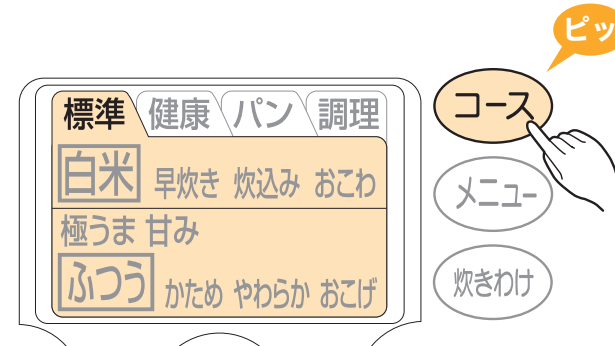 ピッ
標準 健康 パン 調理
コース
白米 早炊き 炊込み おこわ
メニュー
極うま 甘み
ふつう かため やわらか おこげ
炊きわけ